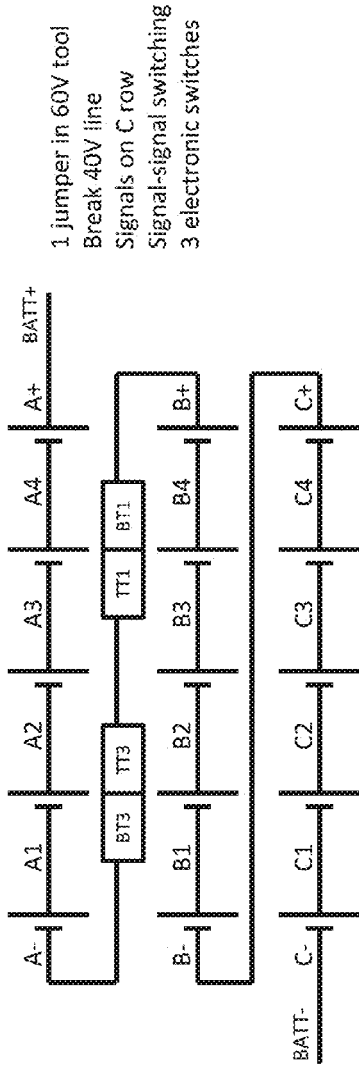 1 jumper in 60V tool
Break 40V line
Signals on C row
Signal-signal switching
3 electronic switches
BATT+
A- A1 A2 A3 A4 A+
BT3 TT3 TT1 BT1
B- B1 B2 B3 B4 B+
C- C1 C2 C3 C4 C+
BATT-